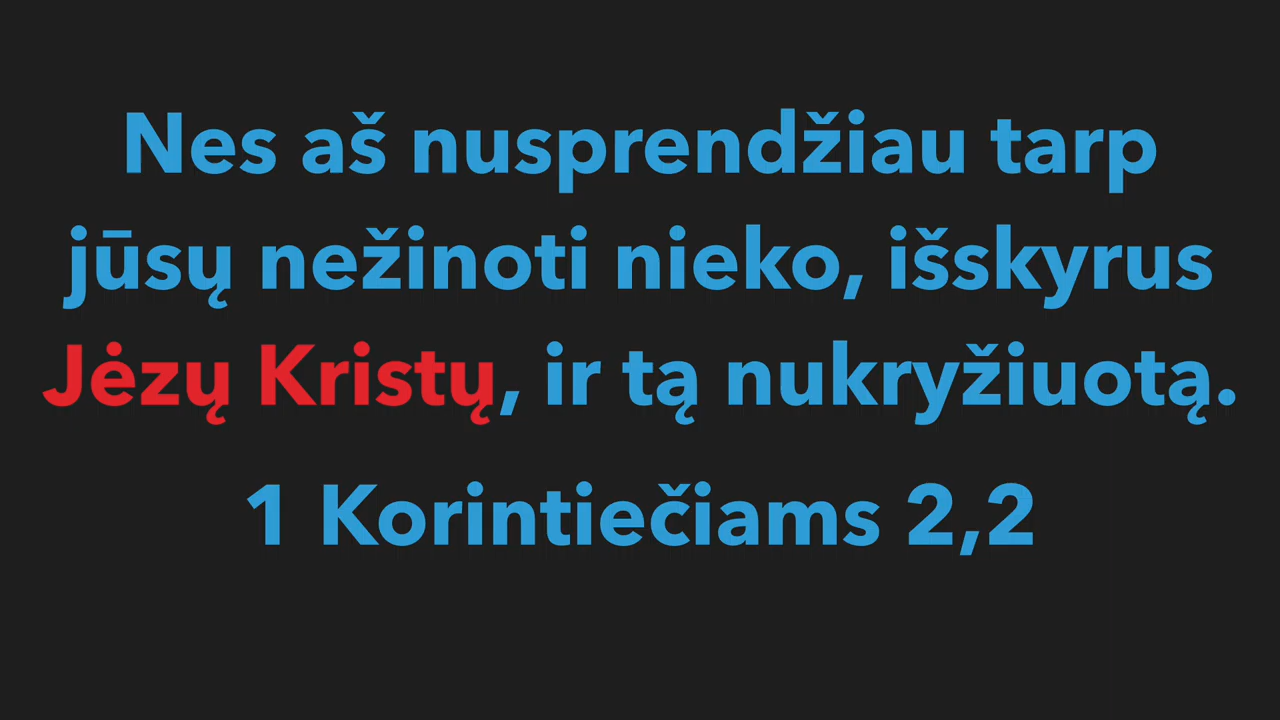 Nes aš nusprendžiau tarp
jūsų nežinoti nieko, išskyrus
Jėzų Kristų, ir tą nukryžiuotą.
1 Korintiečiams 2,2